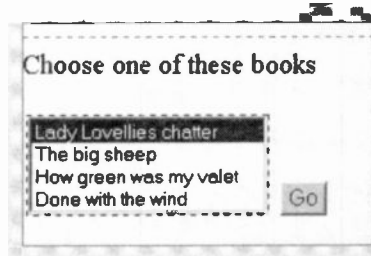 Choose one of these books
Lady Lovellies chatter
The big sheep
How green was my valet
Done with the wind
Go